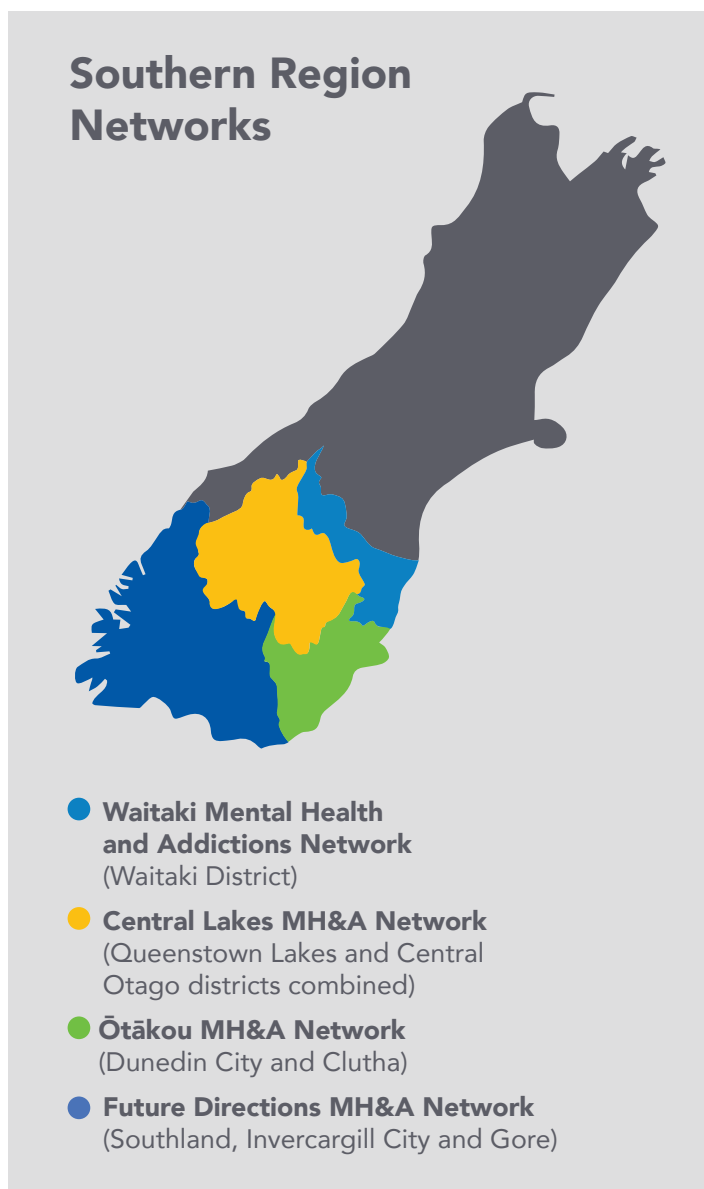 Southern Region
Networks
Waitaki Mental Health
and Addictions Network
(Waitaki District)
Central Lakes MH&A Network
(Queenstown Lakes and Central
Otago districts combined)
Ōtākou MH&A Network
(Dunedin City and Clutha)
Future Directions MH&A Network
(Southland, Invercargill City and Gore)